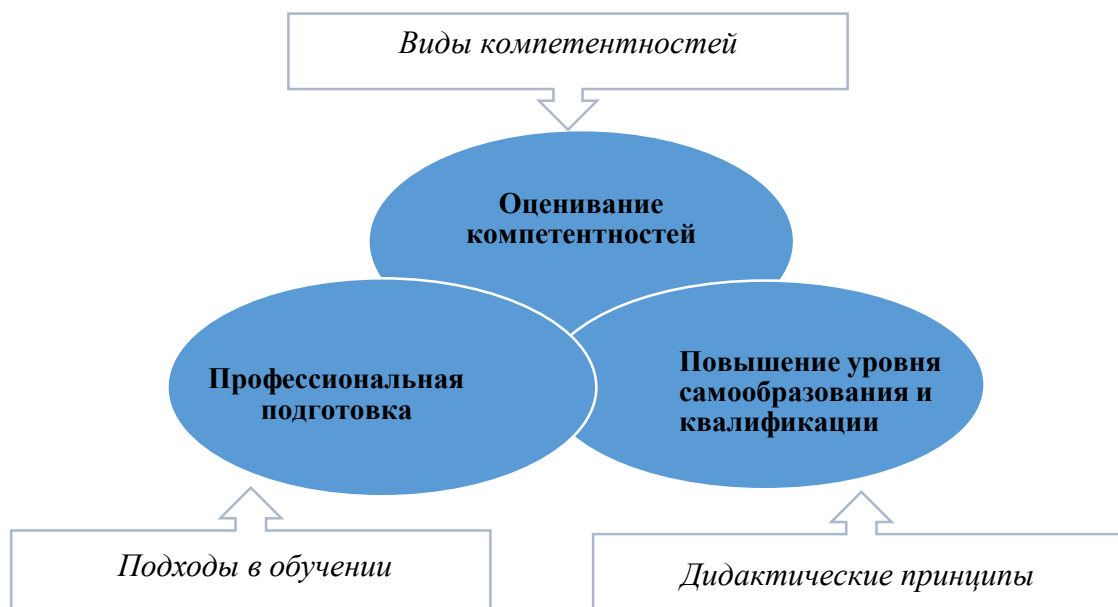 Виды компетентностей
Оценивание
компетентностей
Профессиональная
подготовка
Повышение уровня
самообразования и
квалификации
Подходы в обучении
Дидактические принципы